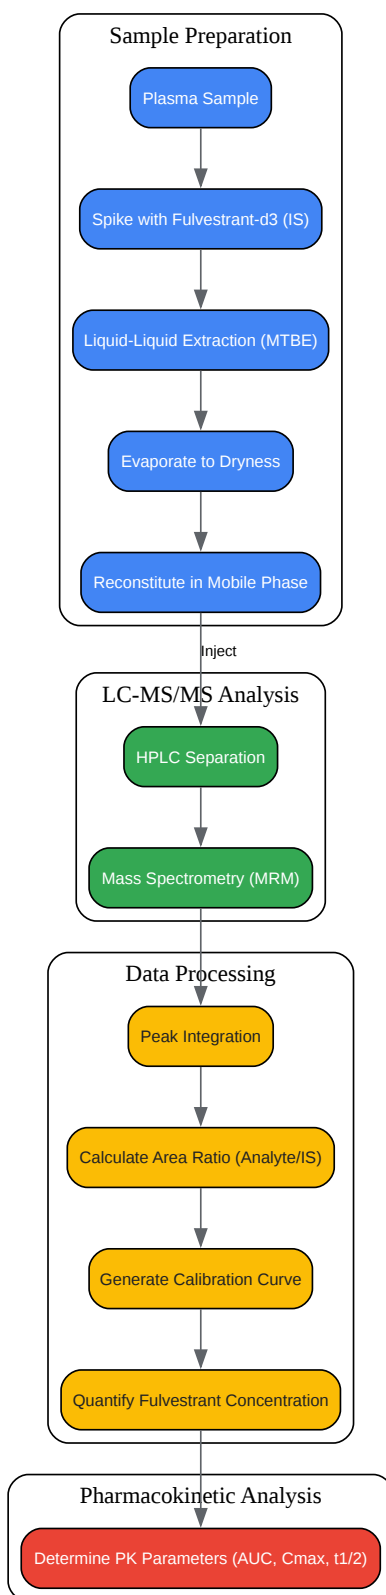 Sample Preparation
Plasma Sample
Spike with Fulvestrant-d3 (IS)
Liquid-Liquid Extraction (MTBE)
Evaporate to Dryness
Reconstitute in Mobile Phase
Inject
LC-MS/MS Analysis
HPLC Separation
Mass Spectrometry (MRM)
Data Processing
Peak Integration
Calculate Area Ratio (Analyte/IS)
Generate Calibration Curve
Quantify Fulvestrant Concentration
Pharmacokinetic Analysis
Determine PK Parameters (AUC, Cmax, t1/2)